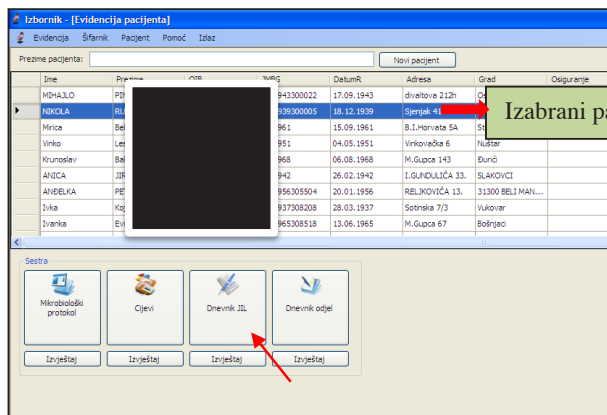 Izbornik - [Evidencija pacijenta]
Evidencija Šifarnik Pacijent Pomoć Izlaz
Prezime pacijenta: Novi pacijent
Ime Prezime OIB JMBG DatumR Adresa Grad Osiguranje
MIHAJLO 943300022 17.09.1943 divaltova 212h
NIKOLA 939300005 18.12.1939 Sjenjak 41
Izabrani
Mirica 961 15.09.1961 B.I.Horvata 5A
Vinko 951 04.05.1951 Vinkovačka 6 Nuštar
Krunoslav 968 06.08.1968 M.Gupca 143 Đurići
ANICA 942 26.02.1942 I.GUNDULIĆA 33. SLAKOVCI
ANĐELKA 956305504 20.01.1956 RELJKOVIĆA 13. 31300 BELI MAN...
Ivka 937308208 28.03.1937 Sotinska 7/3 Vukovar
Ivanka 965308518 13.06.1965 M.Gupca 67 Bošnjaci
Sestra
Mikrobiološki protokol Cijevi Dnevnik JIL Dnevnik odjel
Izvještaj Izvještaj Izvještaj Izvještaj